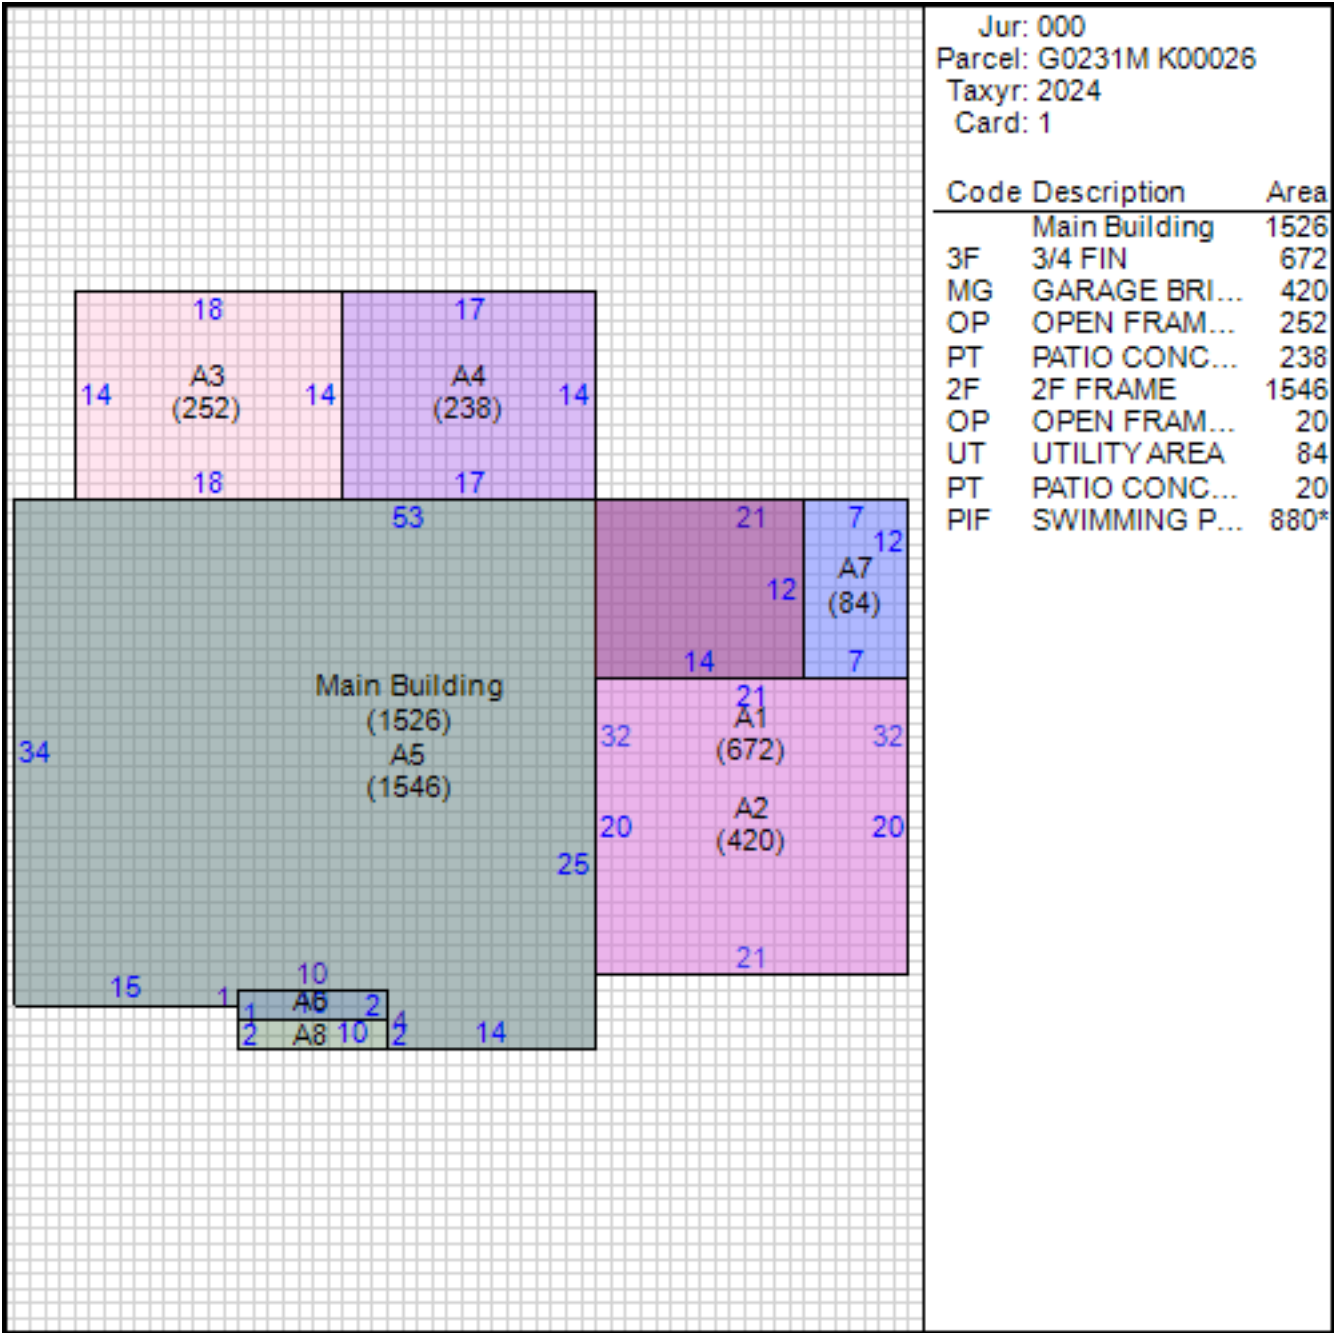 Jur: 000
Parcel: G0231M K00026
Taxyr: 2024
Card: 1
Code Description Area
Main Building 1526
3F 3/4 FIN 672
MG GARAGE BRI... 420
OP OPEN FRAM... 252
PT PATIO CONC... 238
2F 2F FRAME 1546
OP OPEN FRAM... 20
UT UTILITY AREA 84
PT PATIO CONC... 20
PIF SWIMMING P... 880*
18 17
A3 A4
14 14 14
(252) (238)
18 17
53 21 7
12
A7
12
(84)
14 7
Main Building
21
(1526)
A1
32 32
A5
(672)
34
(1546)
A2
20 20
(420)
25
21
10
15 1
A6
1 2
4
2 A8 10 2 14